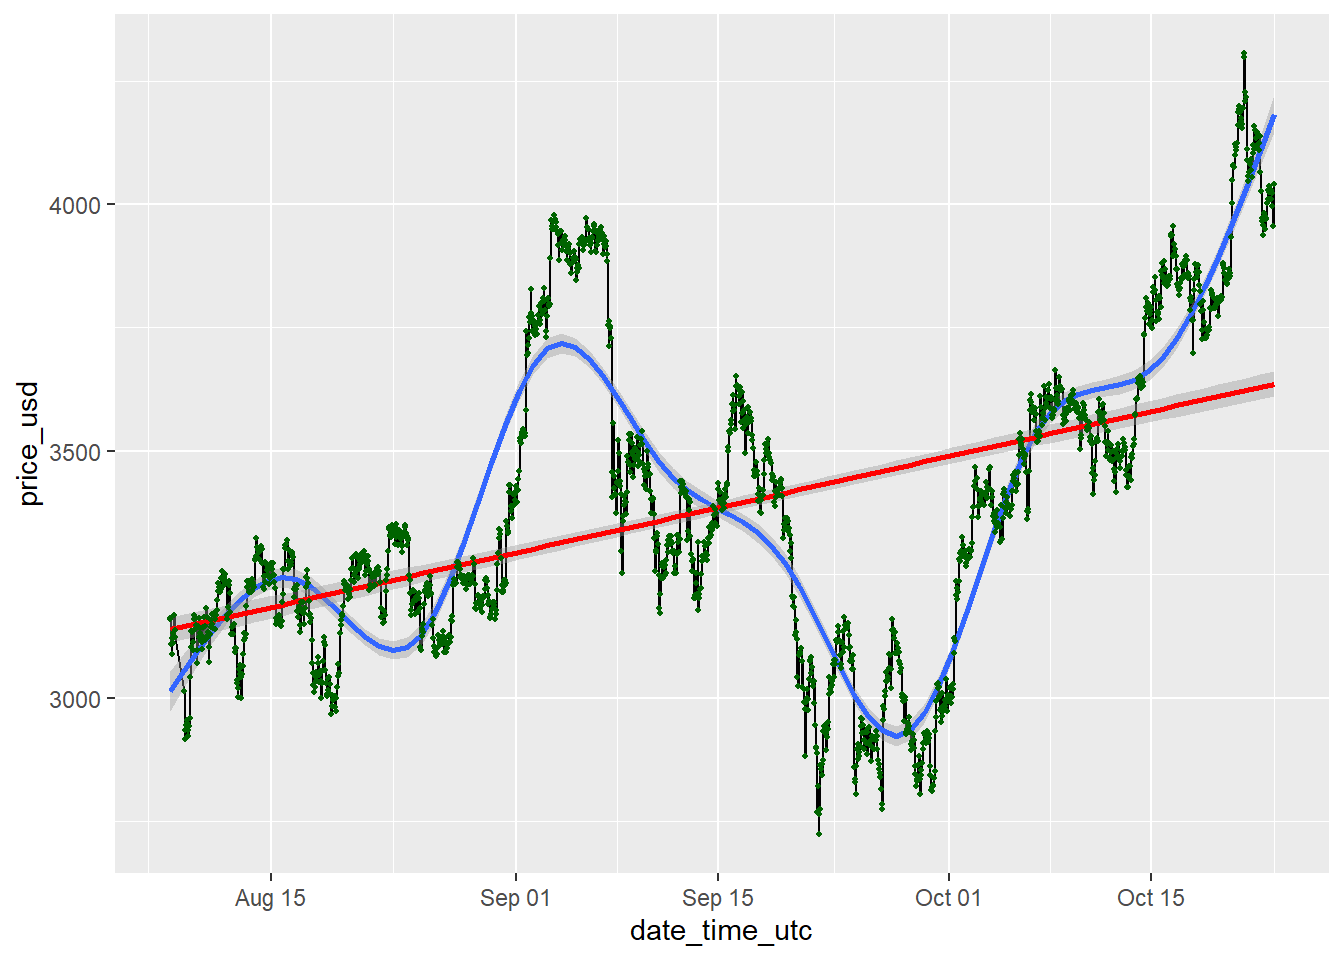 price_usd
4000
3500
3000
Aug 15
Sep 01
Sep 15
Oct 01
Oct 15
date_time_utc